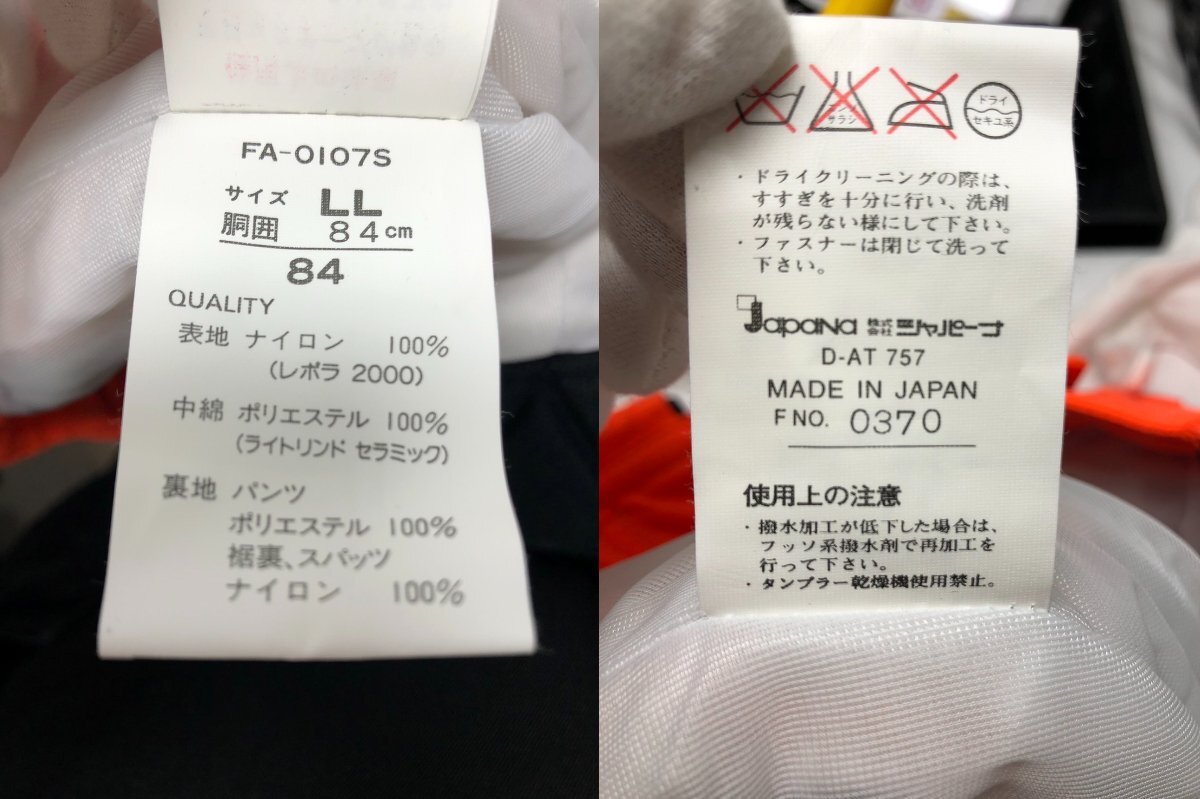 FA-0107S
サイズ LL
胴囲 84cm
84
QUALITY
表地 ナイロン 100%
(レポラ 2000)
中綿 ポリエステル 100%
(ライトリンド セラミック)
裏地 パンツ
ポリエステル 100%
裾裏、スパッツ
ナイロン 100%
サラシ
ドライ
セキユ系
・ドライクリーニングの際は、
すすぎを十分に行い、洗剤
が残らない様にして下さい。
・ファスナーは閉じて洗って
下さい。
JapaNa 株式会社 ジャパーナ
D-AT 757
MADE IN JAPAN
F NO. 0370
使用上の注意
・撥水加工が低下した場合は、
フッソ系撥水剤で再加工を
行って下さい。
・タンブラー乾燥機使用禁止。